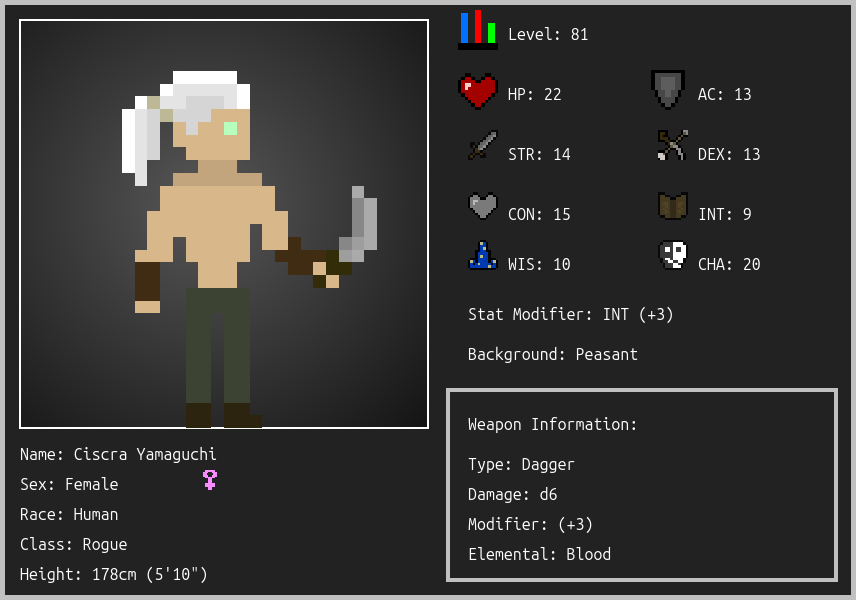 Level: 81
HP: 22
AC: 13
STR: 14
DEX: 13
CON: 15
INT: 9
WIS: 10
CHA: 20
Stat Modifier: INT (+3)
Background: Peasant
Weapon Information:
Type: Dagger
Damage: d6
Modifier: (+3)
Elemental: Blood
Name: Ciscra Yamaguchi
Sex: Female
Race: Human
Class: Rogue
Height: 178cm (5'10")